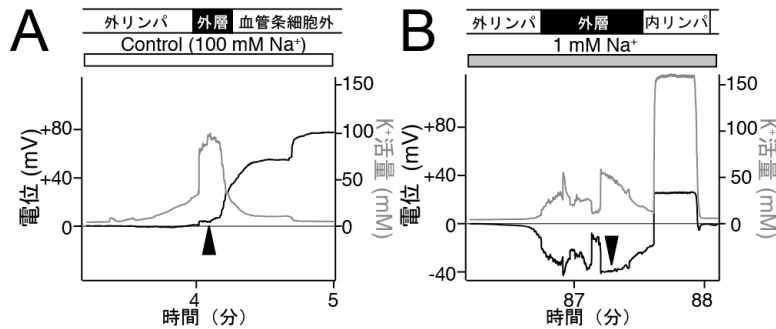 A
外リンパ 外層 血管条細胞外
Control (100 mM Na⁺)
電位 (mV)
+80
+40
0
150
100
50
0
K⁺活量 (mM)
4 5
時間（分）
B
外リンパ 外層 内リンパ
1 mM Na⁺
電位 (mV)
+80
+40
0
-40
150
100
50
0
K⁺活量 (mM)
87 88
時間（分）